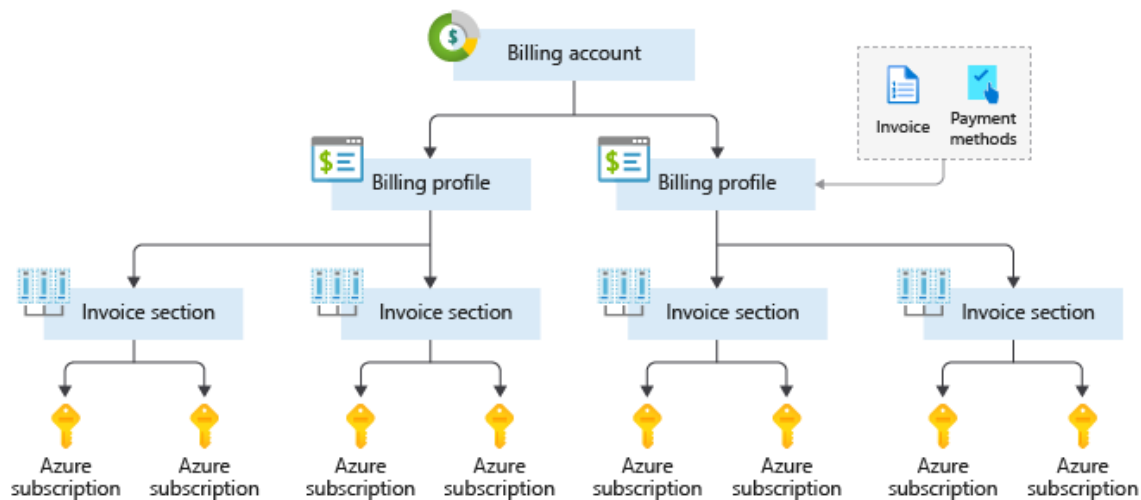 Billing account
Invoice
Payment
methods
Billing profile
Billing profile
Invoice section
Invoice section
Invoice section
Invoice section
Azure
subscription
Azure
subscription
Azure
subscription
Azure
subscription
Azure
subscription
Azure
subscription
Azure
subscription
Azure
subscription